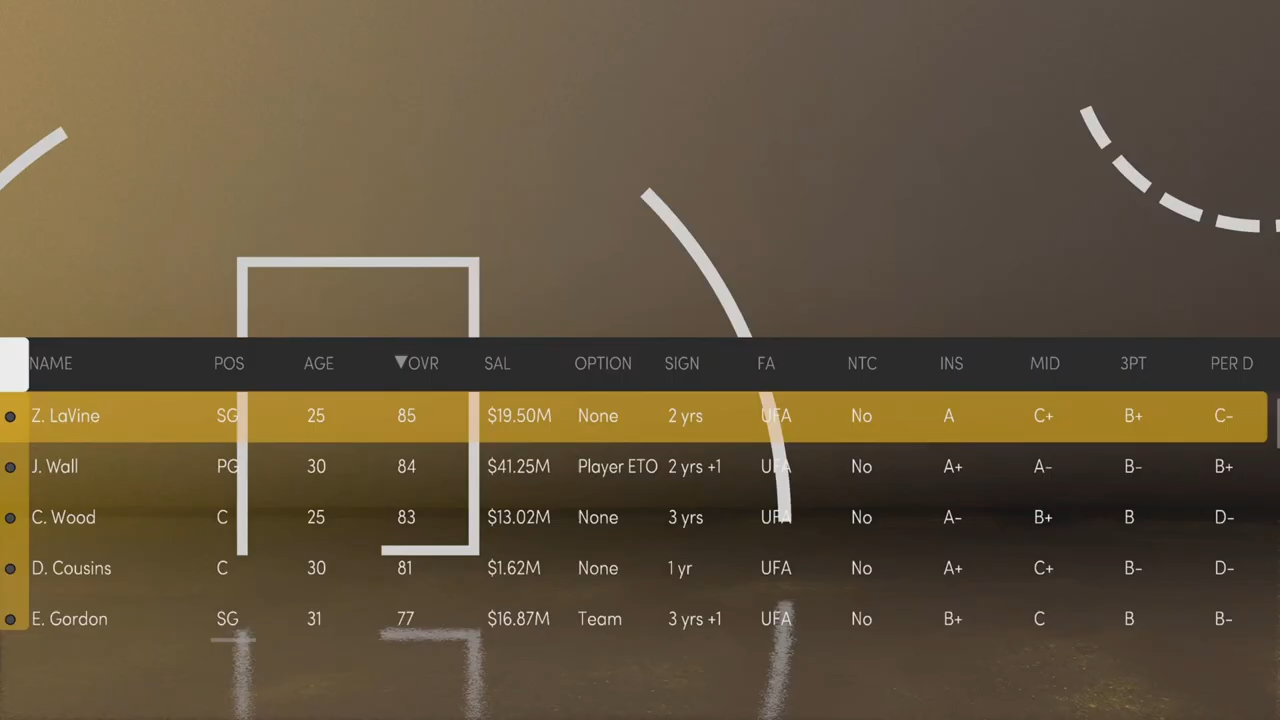 NAME POS AGE ▼OVR SAL OPTION SIGN FA NTC INS MID 3PT PER D
Z. LaVine SG 25 85 $19.50M None 2 yrs UFA No A C+ B+ C-
J. Wall PG 30 84 $41.25M Player ETO 2 yrs +1 UFA No A+ A- B- B+
C. Wood C 25 83 $13.02M None 3 yrs UFA No A- B+ B D-
D. Cousins C 30 81 $1.62M None 1 yr UFA No A+ C+ B- D-
E. Gordon SG 31 77 $16.87M Team 3 yrs +1 UFA No B+ C B B-